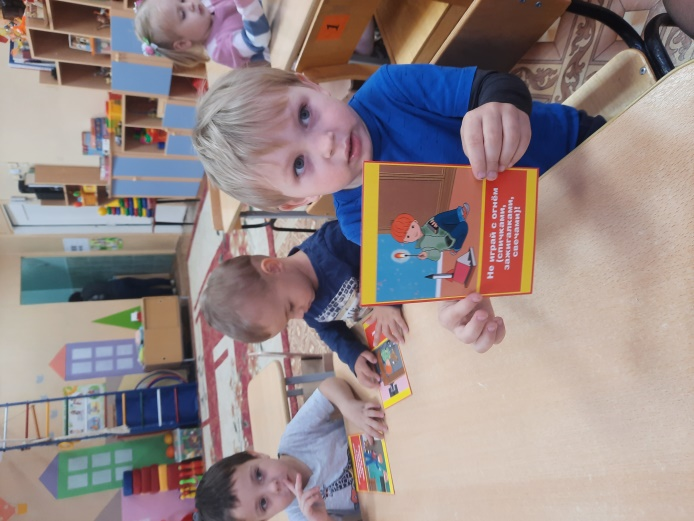 Не играй с огнём
(спичками,
зажигалками,
свечами)!
1